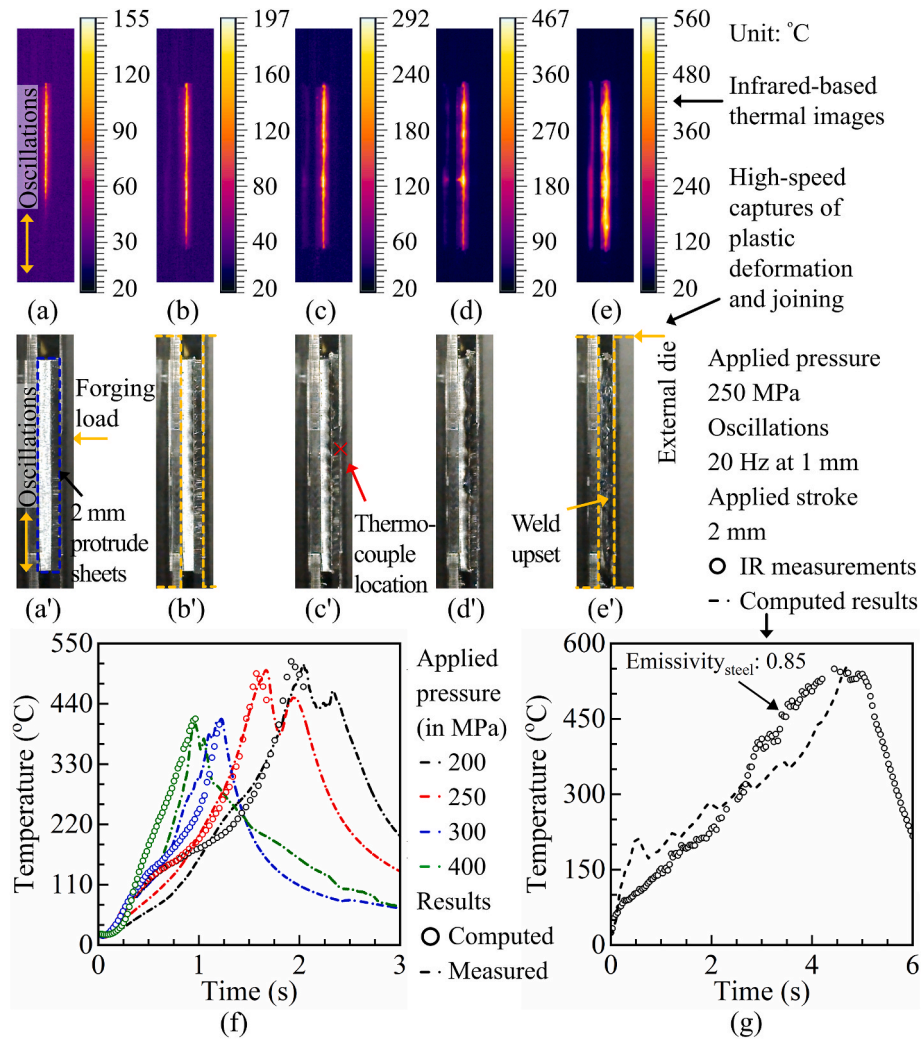 155
197
292
467
560
Unit: °C
120
160
240
360
480
90
120
180
270
360
60
80
120
180
240
30
40
60
90
120
20
20
20
20
20
Oscillations
Infrared-based
thermal images
High-speed
captures of
plastic
deformation
and joining
(a)
(b)
(c)
(d)
(e)
Oscillations
Forging
load
2 mm
protrude
sheets
Thermo-
couple
location
Weld
upset
External die
(a')
(b')
(c')
(d')
(e')
Applied pressure
250 MPa
Oscillations
20 Hz at 1 mm
Applied stroke
2 mm
IR measurements
Computed results
Temperature (°C)
550
440
330
220
110
0
0
1
2
3
Time (s)
(f)
Applied
pressure
(in MPa)
200
250
300
400
Results
Computed
Measured
Temperature (°C)
600
450
300
150
0
0
2
4
6
Emissivity steel: 0.85
Time (s)
(g)